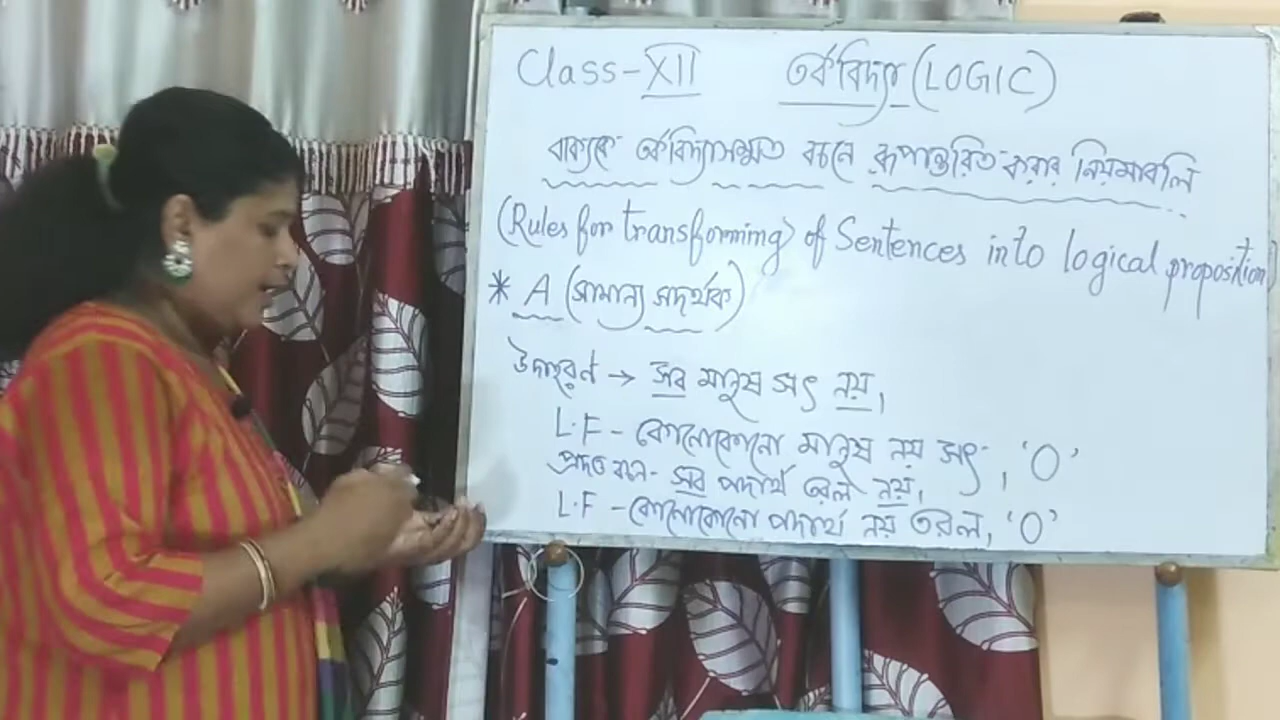 Class-XII তর্কবিদ্যা (LOGIC)
বাক্যকে তর্কবিদ্যাসম্মত বচনে রূপান্তরিত করার নিয়মাবলি
(Rules for transforming) of Sentences into logical proposition)
* A (সামান্য সদর্থক)
উদাহরণ → সব মানুষ সৎ নয়,
L.F - কোনোকোনো মানুষ নয় সৎ, 'O'
প্রদত্ত বচন- সব পদার্থ তরল নয়,
L.F - কোনোকোনো পদার্থ নয় তরল, 'O'